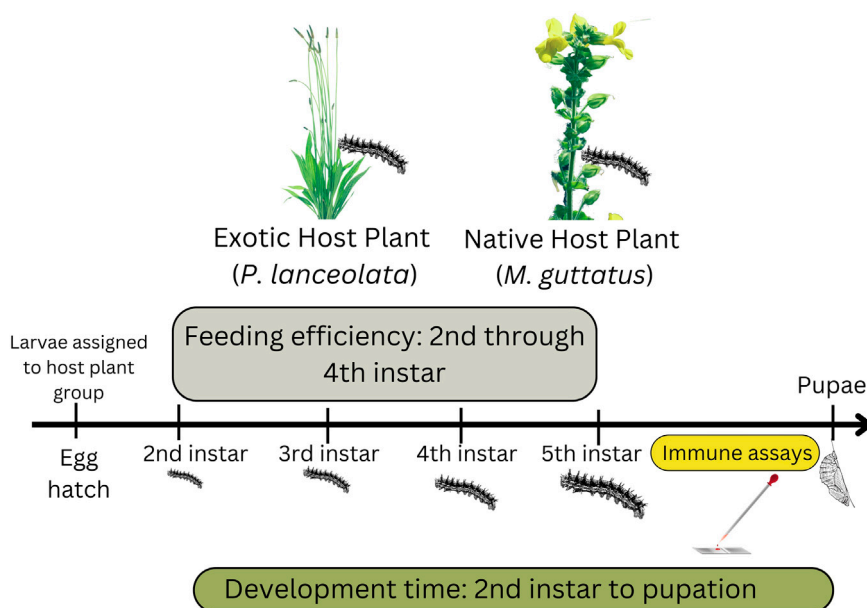 Exotic Host Plant
(P. lanceolata)
Native Host Plant
(M. guttatus)
Feeding efficiency: 2nd through
4th instar
Larvae assigned
to host plant
group
Pupae
Egg
hatch
2nd instar
3rd instar
4th instar
5th instar
Immune assays
Development time: 2nd instar to pupation